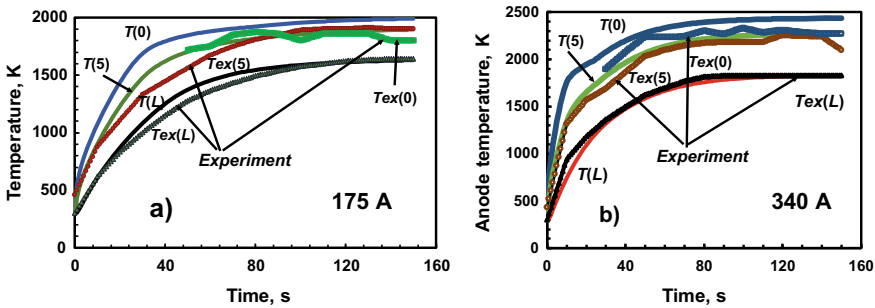 Temperature, K
2000
1500
1000
500
0
0
40
80
120
160
Time, s
T(0)
T(5)
T(L)
Tex(5)
Tex(L)
Tex(0)
Experiment
a)
175 A
Anode temperature, K
2500
2000
1500
1000
500
0
0
40
80
120
160
Time, s
T(0)
T(5)
Tex(5)
Tex(0)
Tex(L)
Experiment
T(L)
b)
340 A